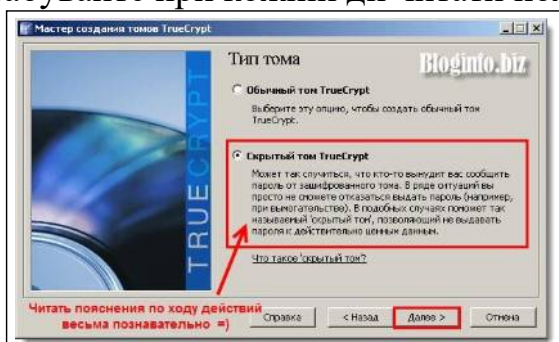 при кожній дії читати
Мастер создания томов TrueCrypt
Тип тома
Bloginfo.biz
Обычный том TrueCrypt
Выберите эту опцию, чтобы создать обычный том
TrueCrypt.
Скрытый том TrueCrypt
Может так случиться, что кто-то вынудит вас сообщить
пароль от зашифрованного тома. В ряде ситуаций вы
просто не сможете отказаться выдать пароль (например,
при вымогательстве). В подобных случаях поможет так
называемый 'скрытый том', позволяющий не выдавать
пароля к действительно ценным данным.
Что такое 'скрытый том'?
TRUECRYPT
Читать пояснения по ходу действий
весьма познавательно =)
Справка
< Назад
Далее >
Отмена